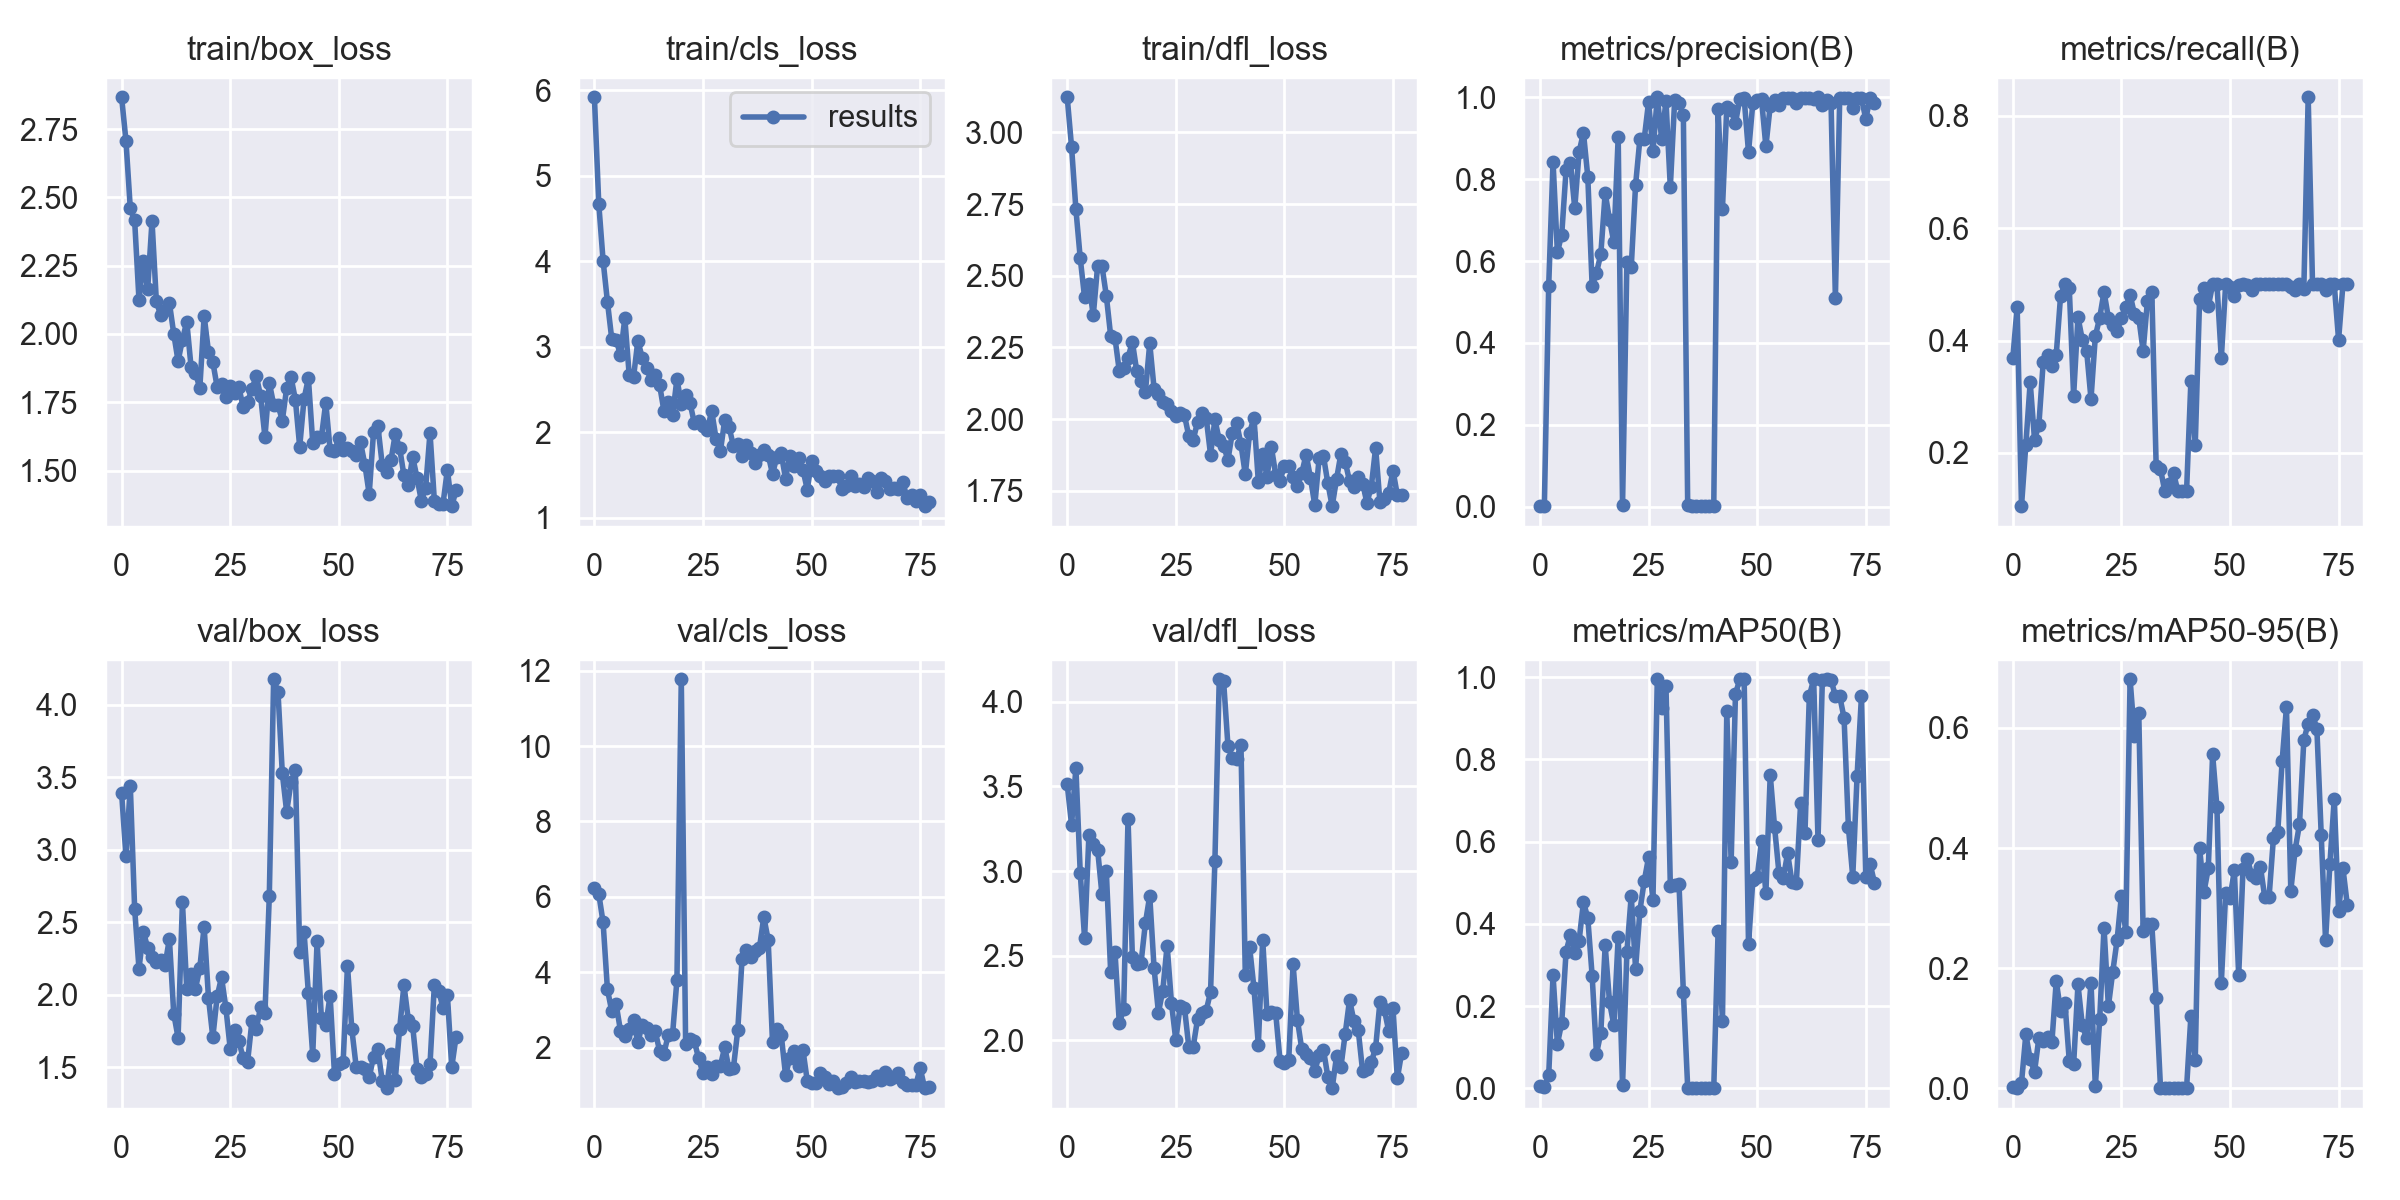 train/box_loss
2.75
2.50
2.25
2.00
1.75
1.50
0 25 50 75
train/cls_loss
results
6
5
4
3
2
1
0 25 50 75
train/dfl_loss
3.00
2.75
2.50
2.25
2.00
1.75
0 25 50 75
metrics/precision(B)
1.0
0.8
0.6
0.4
0.2
0.0
0 25 50 75
metrics/recall(B)
0.8
0.6
0.4
0.2
0 25 50 75
val/box_loss
4.0
3.5
3.0
2.5
2.0
1.5
0 25 50 75
val/cls_loss
12
10
8
6
4
2
0 25 50 75
val/dfl_loss
4.0
3.5
3.0
2.5
2.0
0 25 50 75
metrics/mAP50(B)
1.0
0.8
0.6
0.4
0.2
0.0
0 25 50 75
metrics/mAP50-95(B)
0.6
0.4
0.2
0.0
0 25 50 75